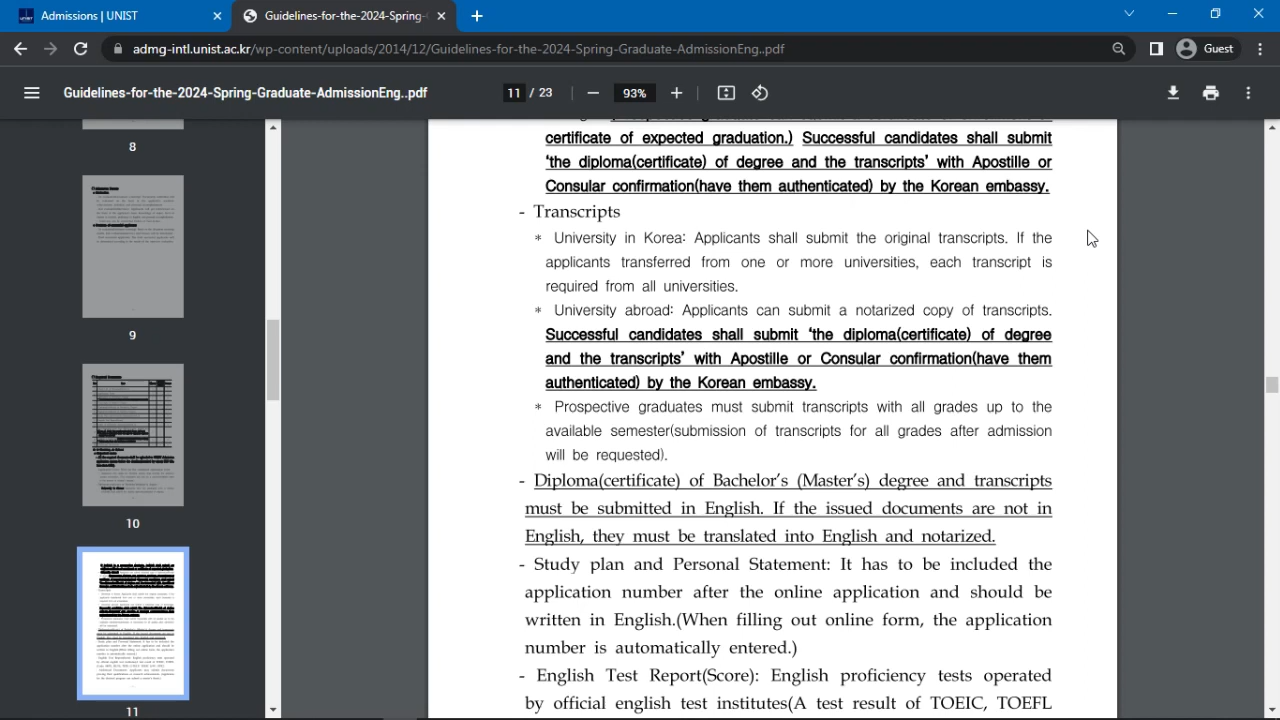 Admissions | UNIST
Guidelines-for-the-2024-Spring-G
admg-intl.unist.ac.kr/wp-content/uploads/2014/12/Guidelines-for-the-2024-Spring-Graduate-AdmissionEng..pdf
Guest
Guidelines-for-the-2024-Spring-Graduate-AdmissionEng..pdf
11 / 23
93%
8
9
10
11
certificate of expected graduation.) Successful candidates shall submit
‘the diploma(certificate) of degree and the transcripts’ with Apostille or
Consular confirmation(have them authenticated) by the Korean embassy.
- Transcripts
* University in Korea: Applicants shall submit the original transcripts. If the
applicants transferred from one or more universities, each transcript is
required from all universities.
* University abroad: Applicants can submit a notarized copy of transcripts.
Successful candidates shall submit ‘the diploma(certificate) of degree
and the transcripts’ with Apostille or Consular confirmation(have them
authenticated) by the Korean embassy.
* Prospective graduates must submit transcripts with all grades up to the
available semester(submission of transcript for all grades after admission
will be requested).
- Diploma(certificate) of Bachelor's (Master's) degree and transcripts
must be submitted in English. If the issued documents are not in
English, they must be translated into English and notarized.
- Study plan and Personal Statement: It has to be included the
application number after the online application and should be
written in English.(When filling out online form, the application
number is automatically entered.)
- English Test Report(Score): English proficiency tests operated
by official english test institutes(A test result of TOEIC, TOEFL